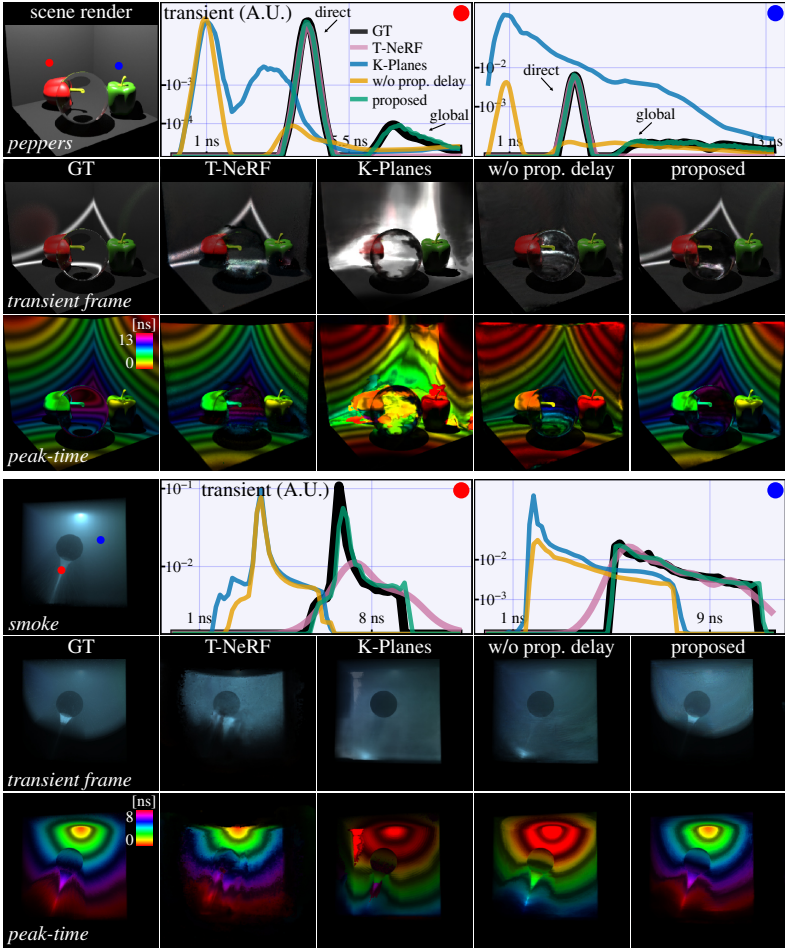 scene render
peppers
transient (A.U.)
direct
GT
T-NeRF
K-Planes
w/o prop. delay
proposed
global
10⁻³
10⁻⁴
1 ns
5.5 ns
10⁻²
10⁻³
direct
global
1 ns
GT
T-NeRF
K-Planes
w/o prop. delay
proposed
transient frame
[ns]
13
0
peak-time
smoke
transient (A.U.)
10⁻¹
10⁻²
1 ns
8 ns
10⁻²
10⁻³
1 ns
9 ns
GT
T-NeRF
K-Planes
w/o prop. delay
proposed
transient frame
[ns]
8
0
peak-time